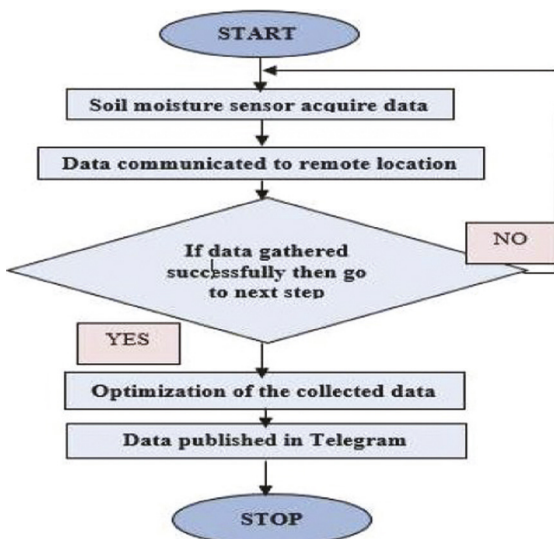 START
Soil moisture sensor acquire data
Data communicated to remote location
If data gathered
successfully then go
to next step
NO
YES
Optimization of the collected data
Data published in Telegram
STOP